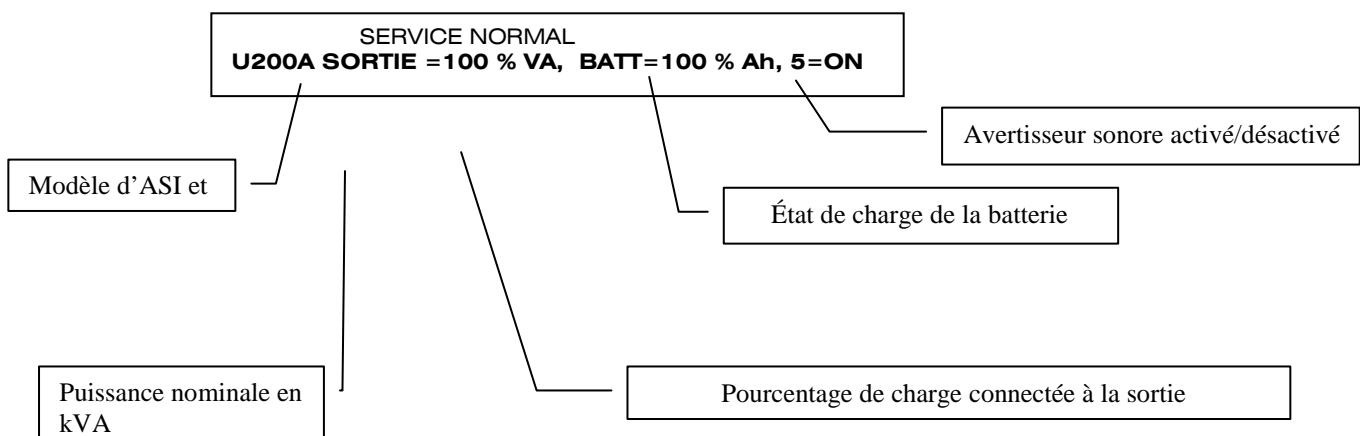 SERVICE NORMAL
U200A SORTIE =100 % VA, BATT=100 % Ah, 5=ON
Avertisseur sonore activé/désactivé
Modèle d’ASI et
État de charge de la batterie
Puissance nominale en
kVA
Pourcentage de charge connectée à la sortie